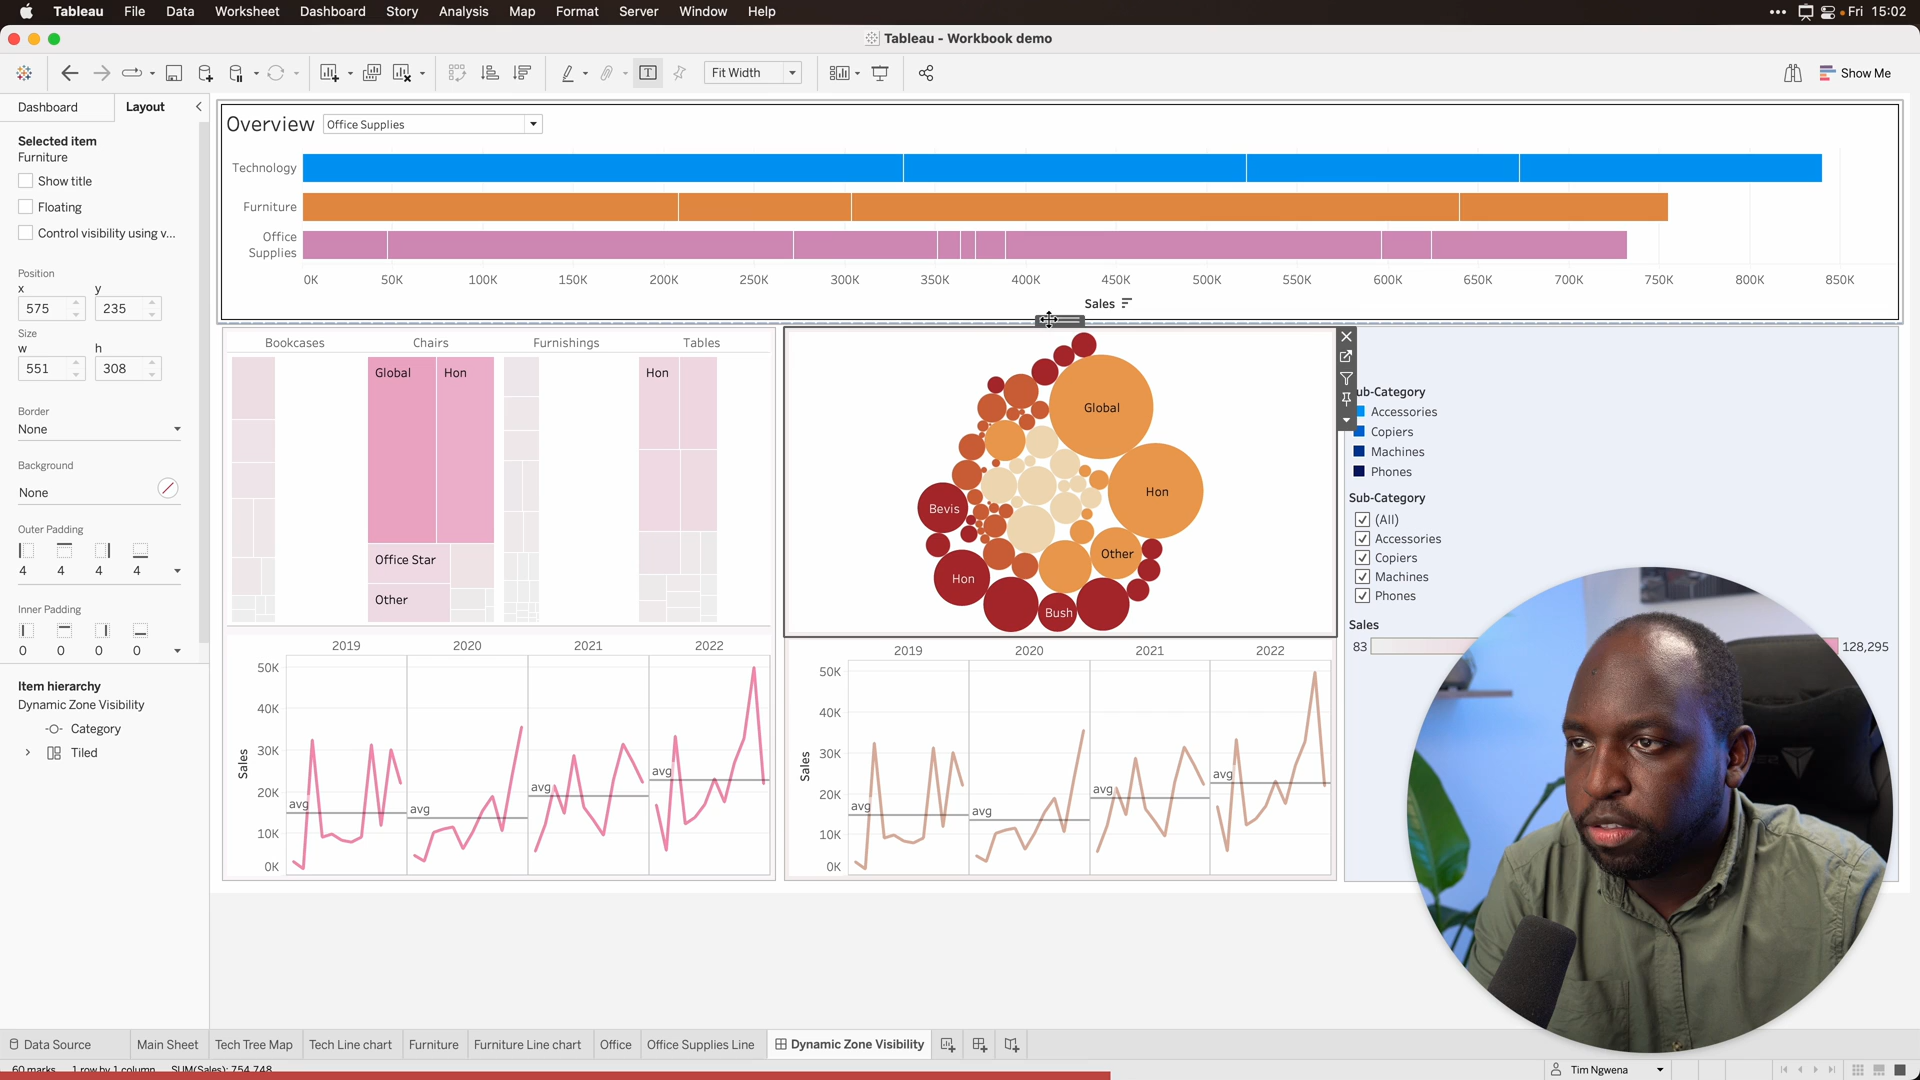 Tableau File Data Worksheet Dashboard Story Analysis Map Format Server Window Help
Fri 15:02
Tableau - Workbook demo
Fit Width
Show Me
Dashboard Layout
Selected item
Furniture
Show title
Floating
Control visibility using v...
Position
x y
575 235
Size
w h
551 308
Border
None
Background
None
Outer Padding
4 4 4 4
Inner Padding
0 0 0 0
Item hierarchy
Dynamic Zone Visibility
Category
Tiled
Overview Office Supplies
Technology
Furniture
Office
Supplies
0K 50K 100K 150K 200K 250K 300K 350K 400K 450K 500K 550K 600K 650K 700K 750K 800K 850K
Sales
Bookcases Chairs Furnishings Tables
Global Hon Hon
Office Star
Other
Global
Hon
Bevis
Other
Hon
Bush
ub-Category
Accessories
Copiers
Machines
Phones
Sub-Category
(All)
Accessories
Copiers
Machines
Phones
Sales
83 128,295
2019 2020 2021 2022
50K
40K
30K
20K
10K
0K
Sales
avg avg avg avg
2019 2020 2021 2022
50K
40K
30K
20K
10K
0K
Sales
avg avg avg avg
Data Source Main Sheet Tech Tree Map Tech Line chart Furniture Furniture Line chart Office Office Supplies Line Dynamic Zone Visibility
60 marks 1 row by 1 column SUM(Sales): 754,748
Tim Ngwena